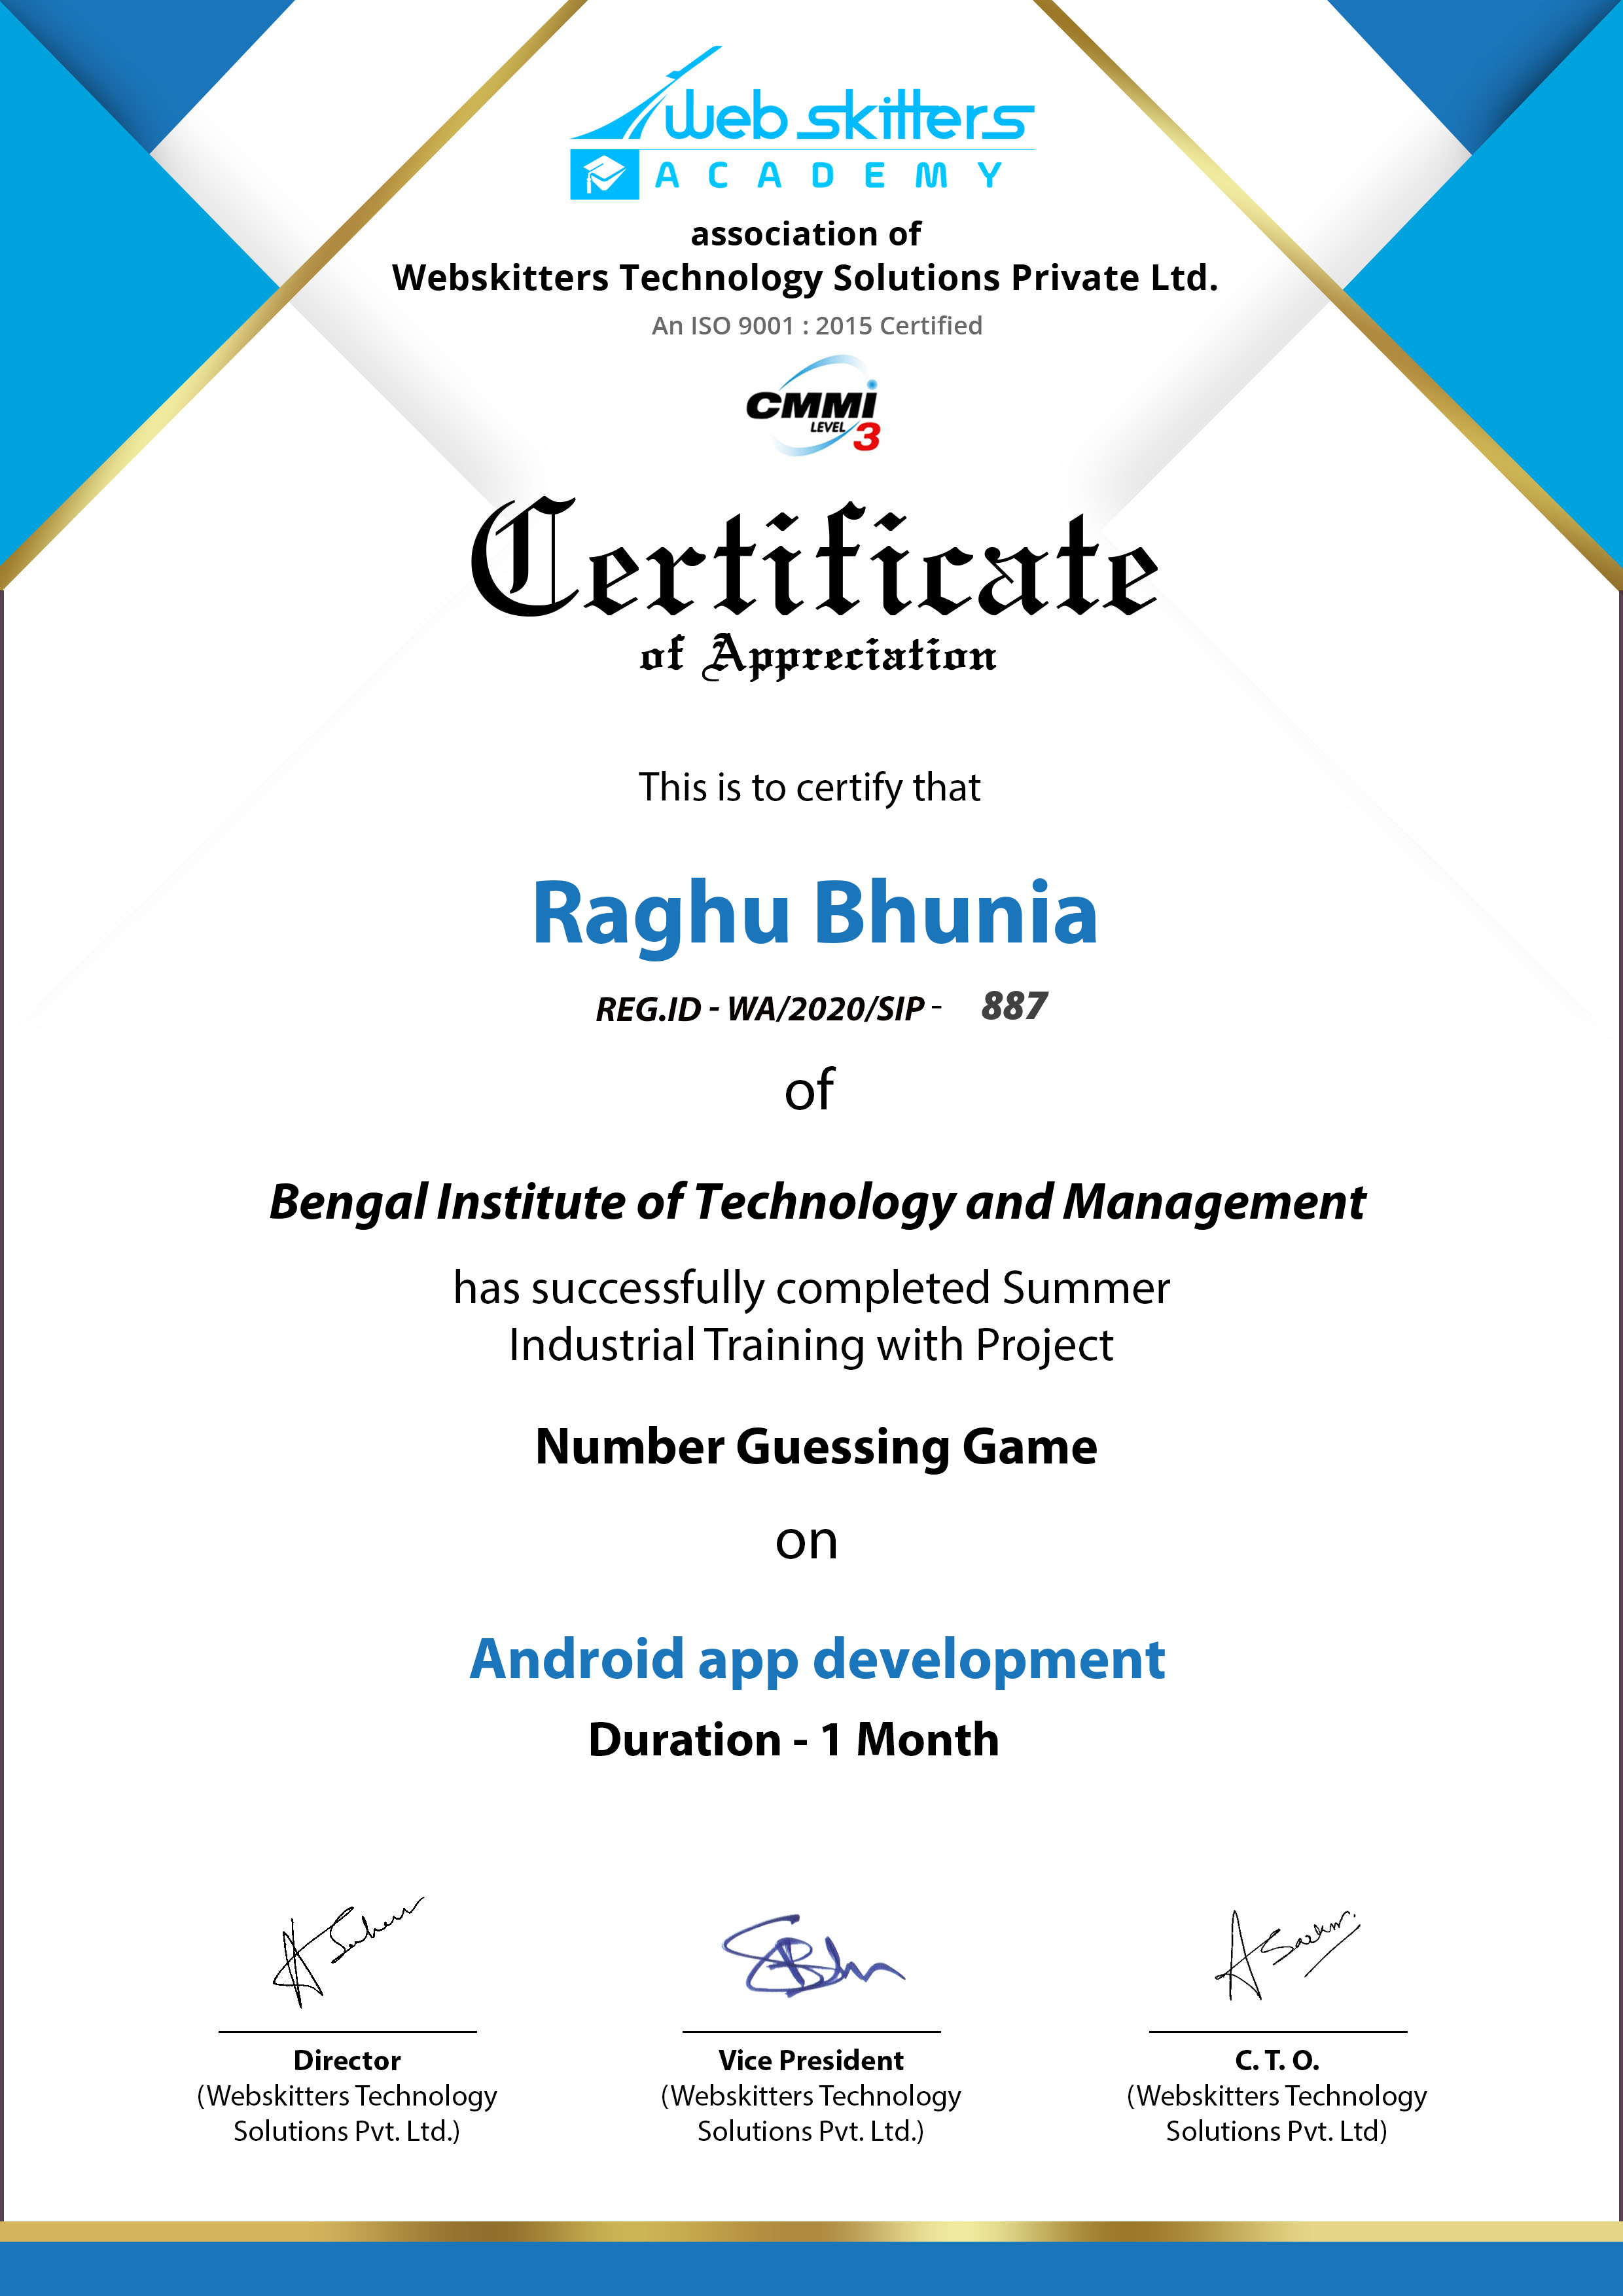 Web skitters
ACADEMY
association of
Webskitters Technology Solutions Private Ltd.
An ISO 9001 : 2015 Certified
CMMI
LEVEL 3
Certificate
of Appreciation
This is to certify that
Raghu Bhunia
REG.ID - WA/2020/SIP - 887
of
Bengal Institute of Technology and Management
has successfully completed Summer
Industrial Training with Project
Number Guessing Game
on
Android app development
Duration - 1 Month
Director
(Webskitters Technology
Solutions Pvt. Ltd.)
Vice President
(Webskitters Technology
Solutions Pvt. Ltd.)
C. T. O.
(Webskitters Technology
Solutions Pvt. Ltd)